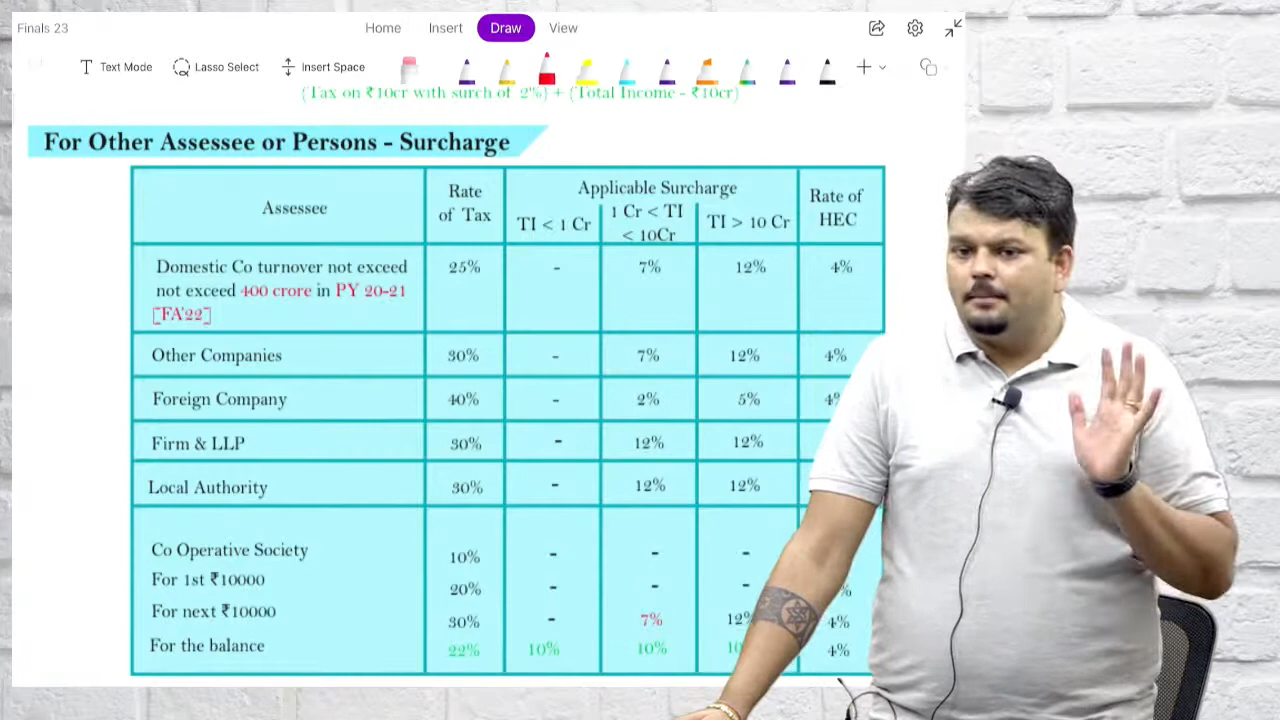 Finals 23
Home Insert Draw View
Text Mode Lasso Select Insert Space
(Tax on ₹10cr with surch of 2%) + (Total Income - ₹10cr)
For Other Assessee or Persons - Surcharge
Assessee Rate of Tax Applicable Surcharge Rate of HEC
TI < 1 Cr 1 Cr < TI < 10Cr TI > 10 Cr
Domestic Co turnover not exceed 25% - 7% 12% 4%
not exceed 400 crore in PY 20-21
[FA'22]
Other Companies 30% - 7% 12% 4%
Foreign Company 40% - 2% 5% 4%
Firm & LLP 30% - 12% 12%
Local Authority 30% - 12% 12%
Co Operative Society 10% - - -
For 1st ₹10000 20% - - - %
For next ₹10000 30% - 7% 12% 4%
For the balance 22% 10% 10% 10 4%